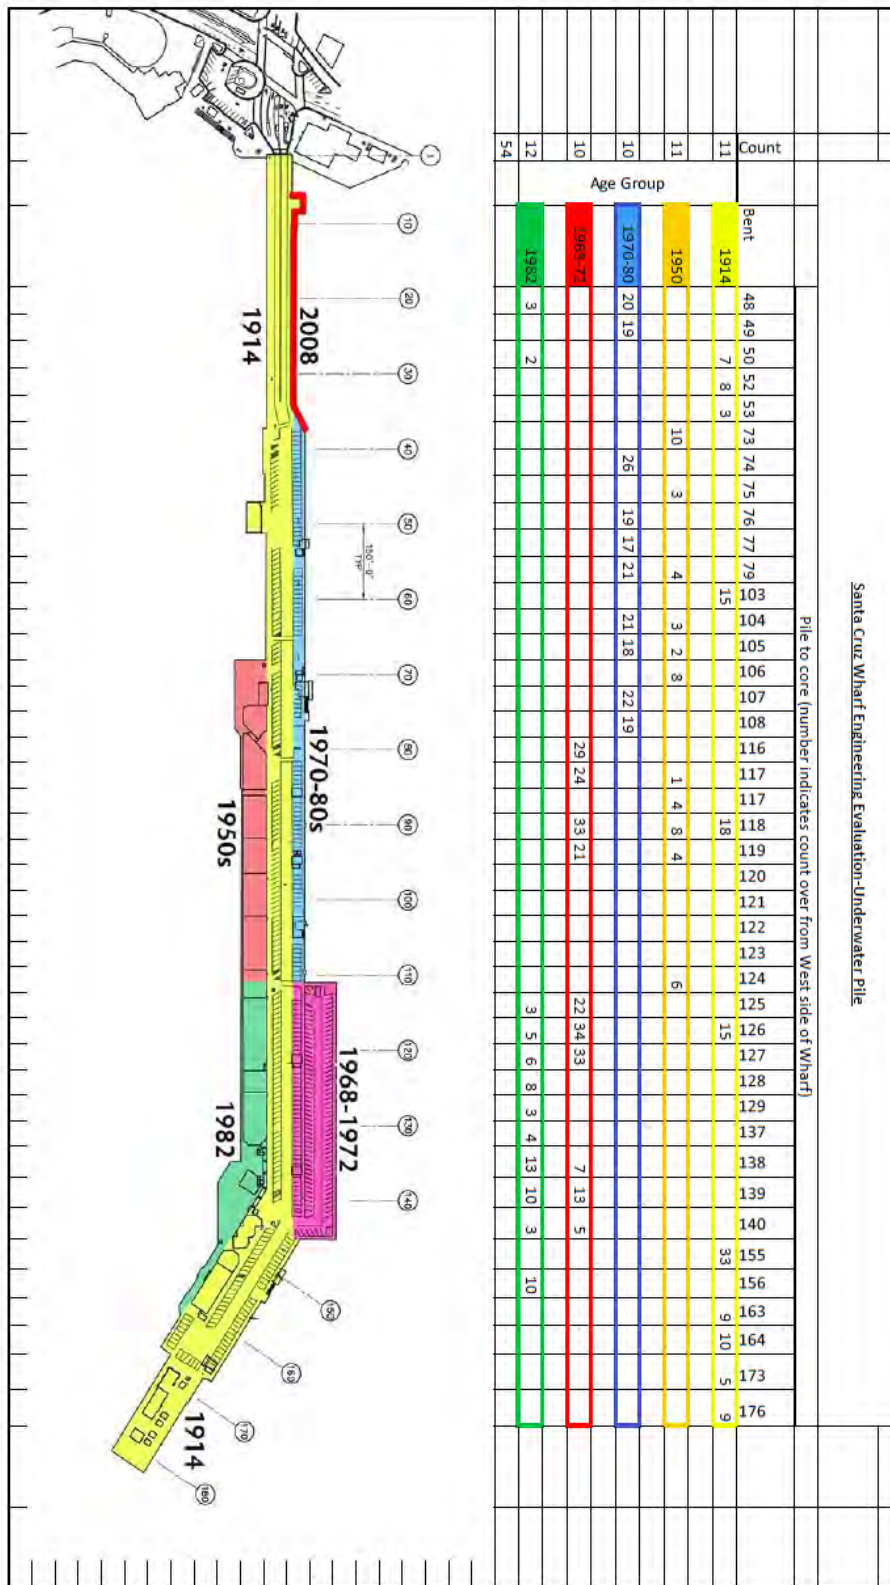 Santa Cruz Wharf Engineering Evaluation-Underwater Pile
Pile to core (number indicates count over from West side of Wharf)
Count Bent 48 49 50 52 53 73 74 75 76 77 79 103 104 105 106 107 108 116 117 117 118 119 120 121 122 123 124 125 126 127 128 129 137 138 139 140 155 156 163 164 173 176
11 1914 7 8 3 15 18 15 33 9 10 5 9
11 1950 10 3 4 3 2 8 1 4 8 4 6
Age Group
10 1970-80 20 19 26 19 17 21 21 18 22 19
10 1968-72 29 24 33 21 22 34 33 7 13 5
12 1982 3 2 3 5 6 8 3 4 13 10 3 10
54
1 10 20 30 40 50 60 70 80 90 100 110 120 130 140 150 160 170 180
150'-0"
TYP
2008
1970-80s
1968-1972
1914
1950s
1982
1914